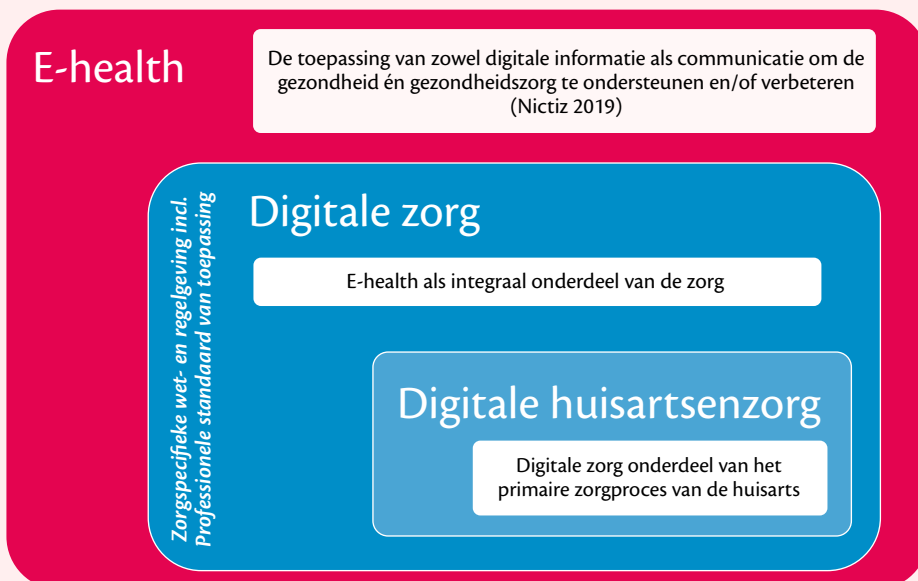 E-health
De toepassing van zowel digitale informatie als communicatie om de
gezondheid én gezondheidszorg te ondersteunen en/of verbeteren
(Nictiz 2019)
Zorgspecifieke wet- en regelgeving incl.
Professionele standaard van toepassing
Digitale zorg
E-health als integraal onderdeel van de zorg
Digitale huisartsenzorg
Digitale zorg onderdeel van het
primaire zorgproces van de huisarts